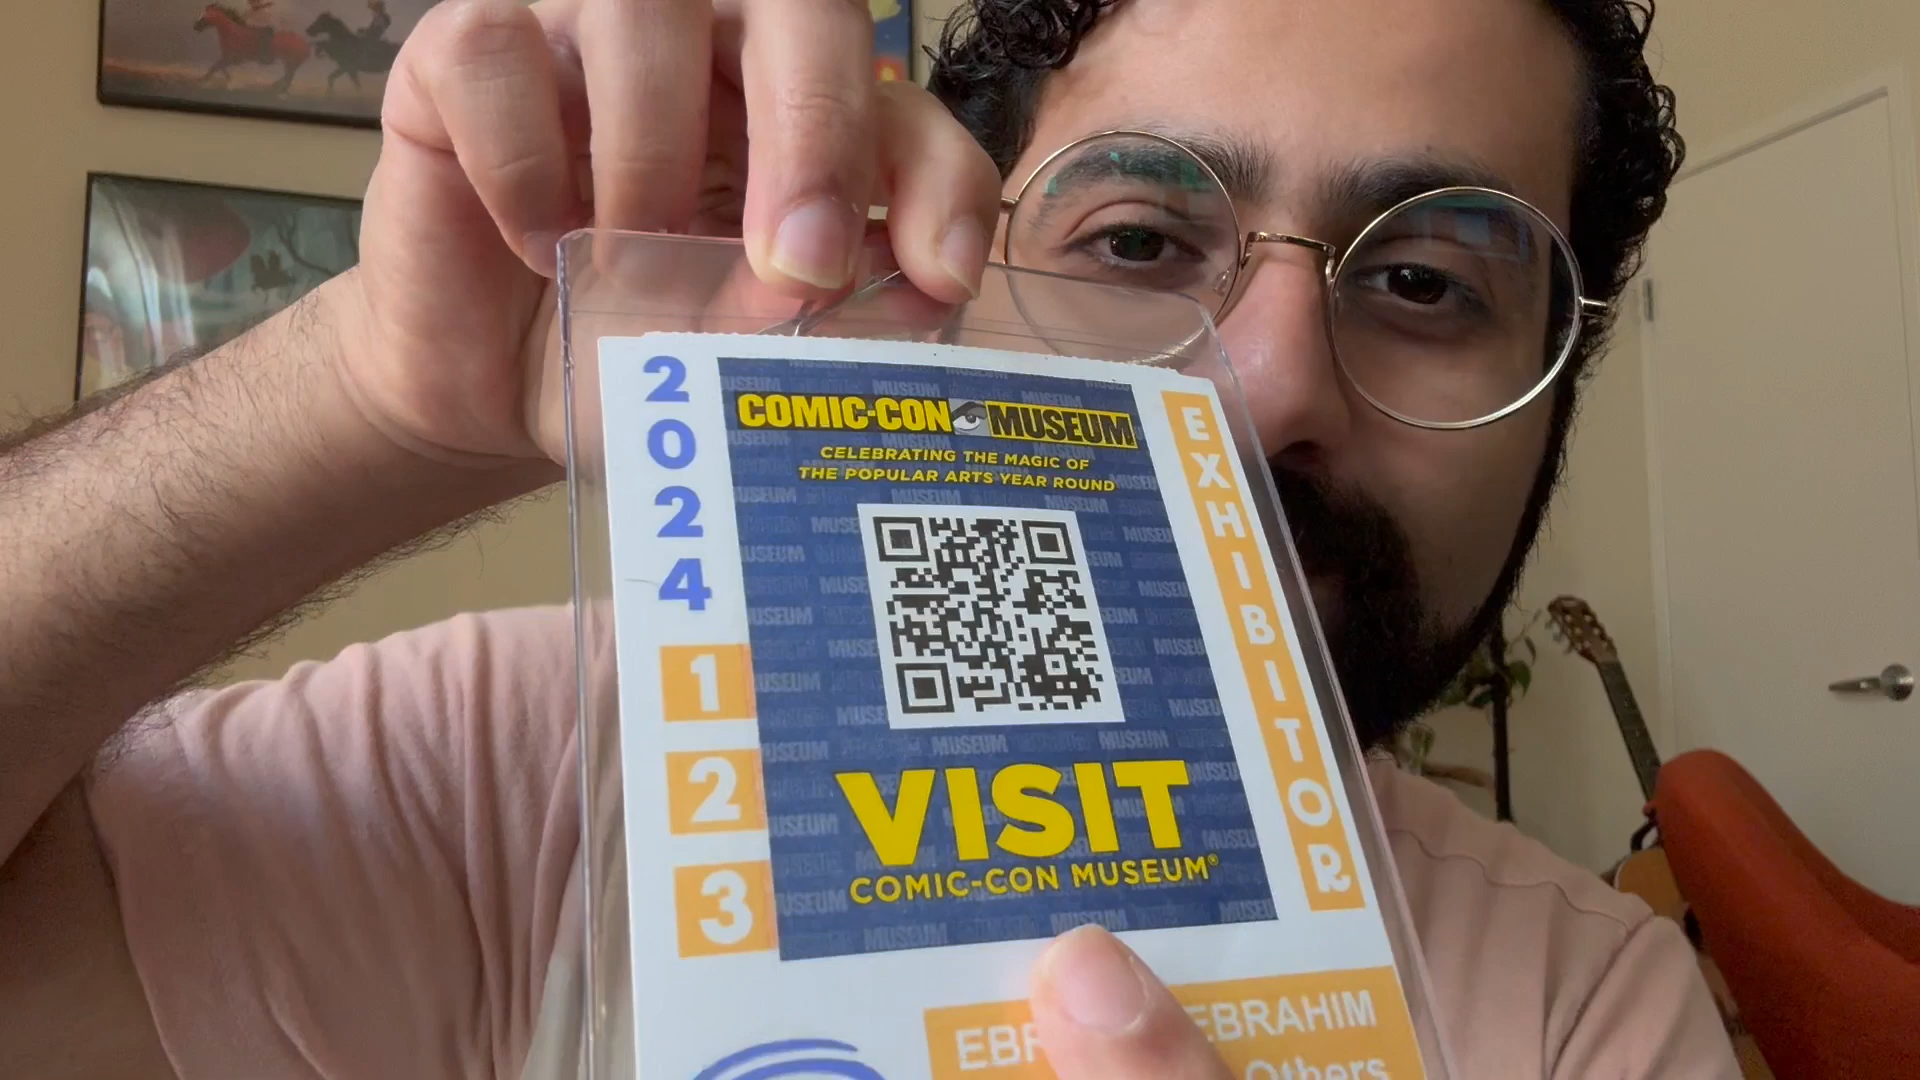 2024
1
2
3
COMIC-CON MUSEUM
CELEBRATING THE MAGIC OF
THE POPULAR ARTS YEAR ROUND
VISIT
COMIC-CON MUSEUM®
EXHIBITOR
EBRAHIM
Others